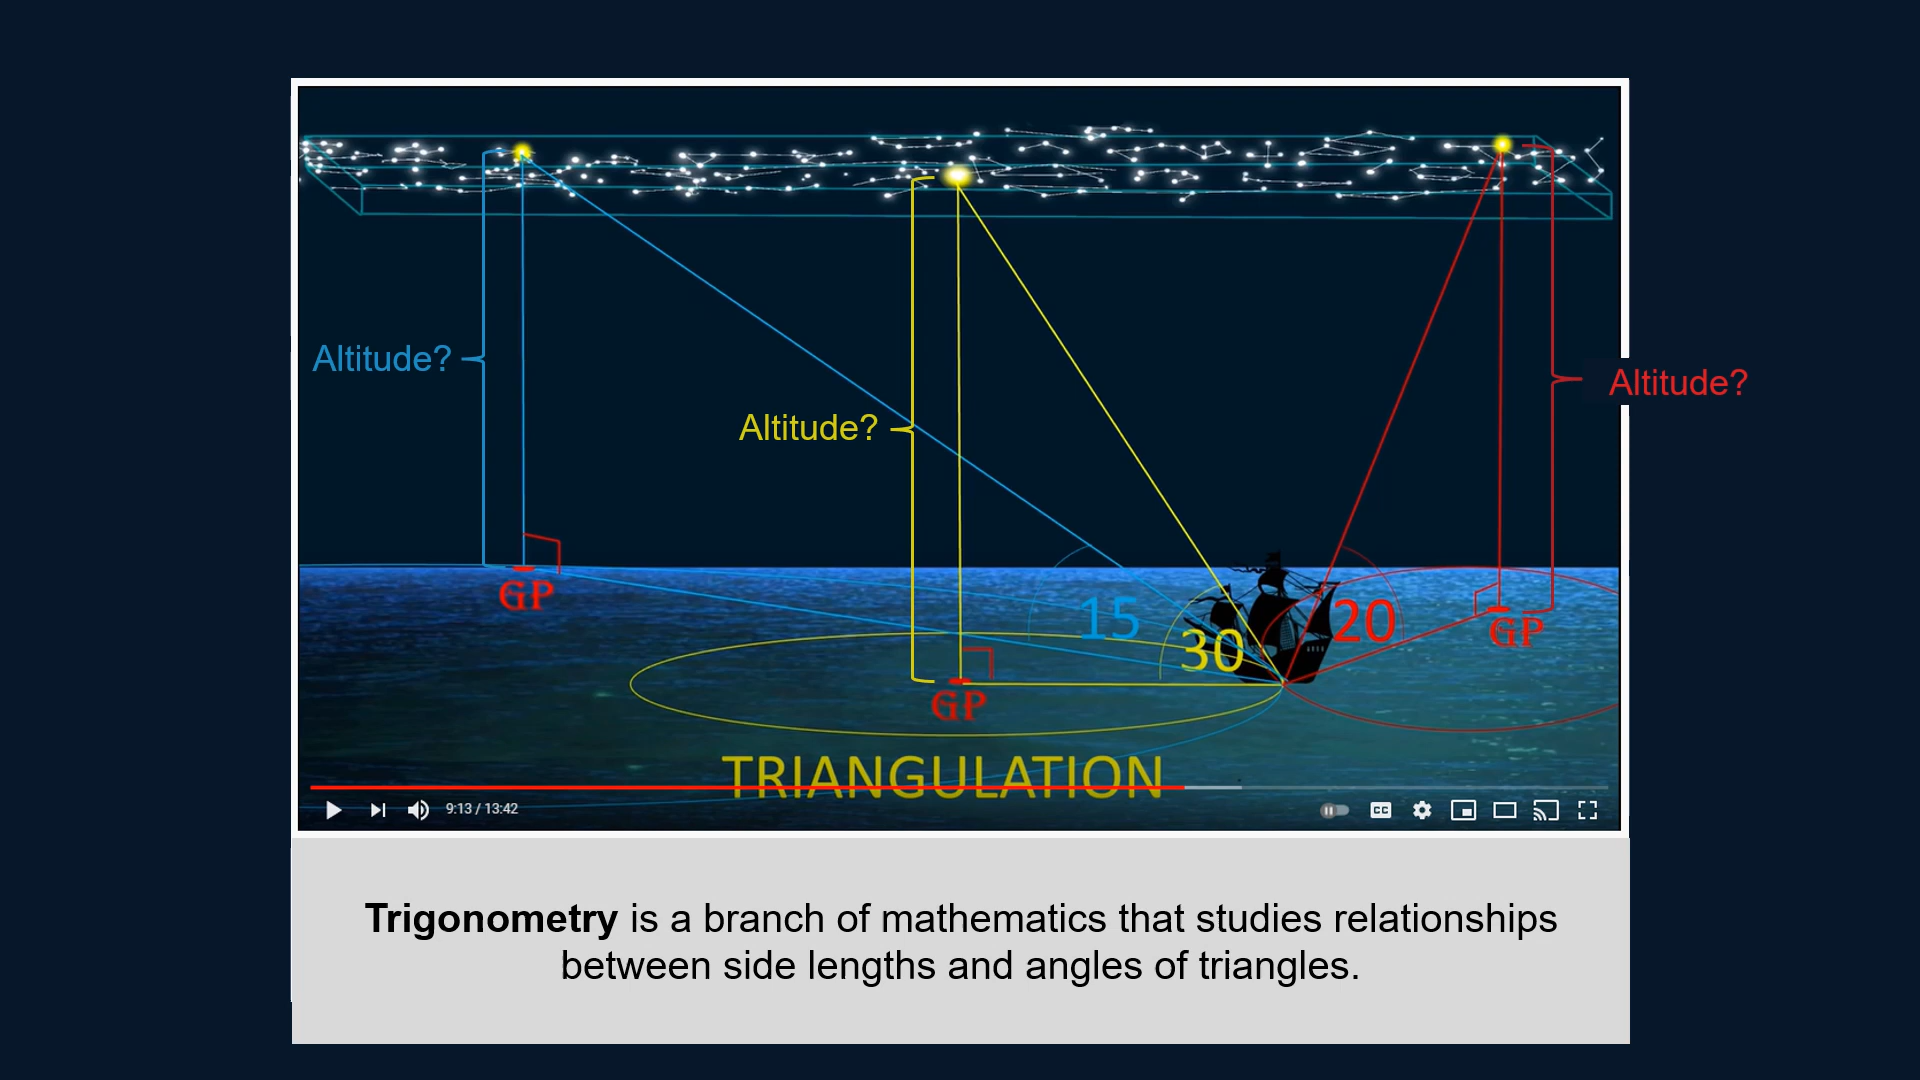 Altitude?
Altitude?
Altitude?
GP
15
20
30
GP
GP
TRIANGULATION
9:13 / 13:42
CC
Trigonometry is a branch of mathematics that studies relationships
between side lengths and angles of triangles.